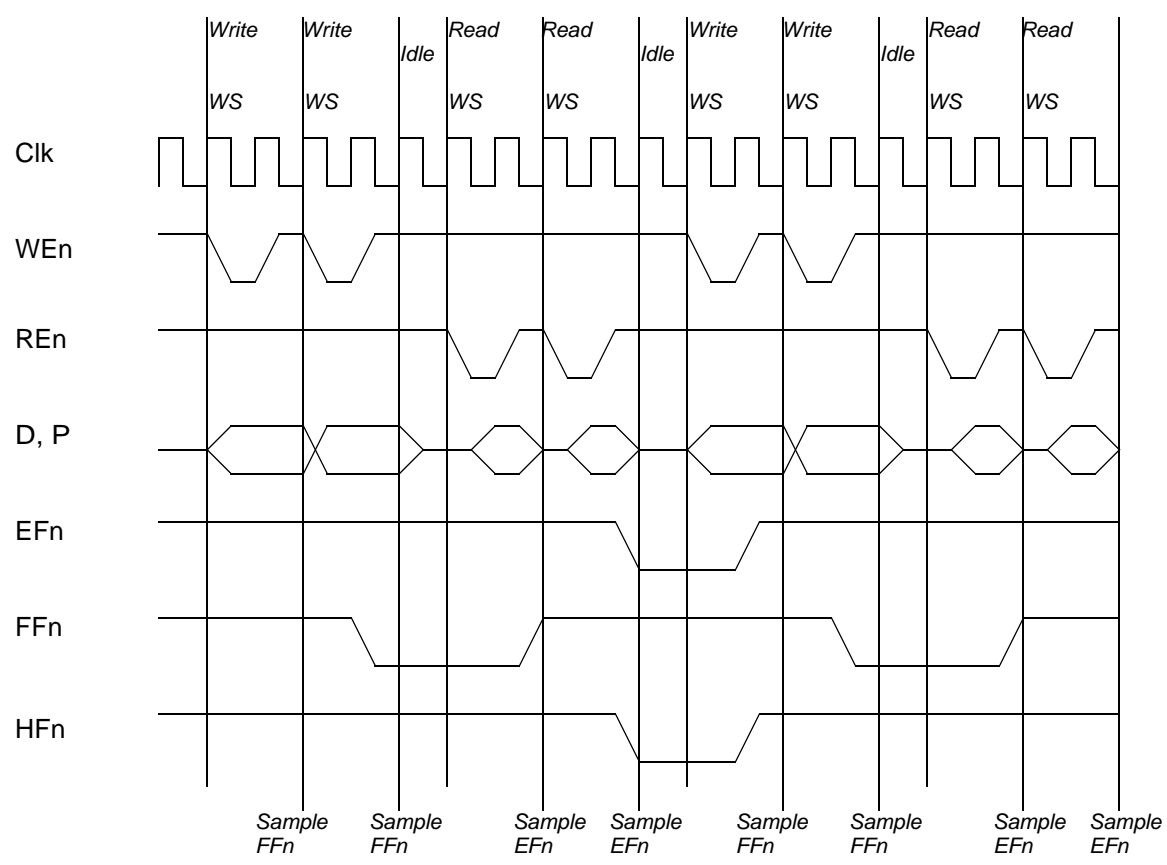 Write Write Read Read Write Write Read Read
Idle Idle Idle
WS WS WS WS WS WS WS WS
Clk
WEn
REn
D, P
EFn
FFn
HFn
Sample Sample Sample Sample Sample Sample Sample Sample
FFn FFn EFn EFn FFn FFn EFn EFn